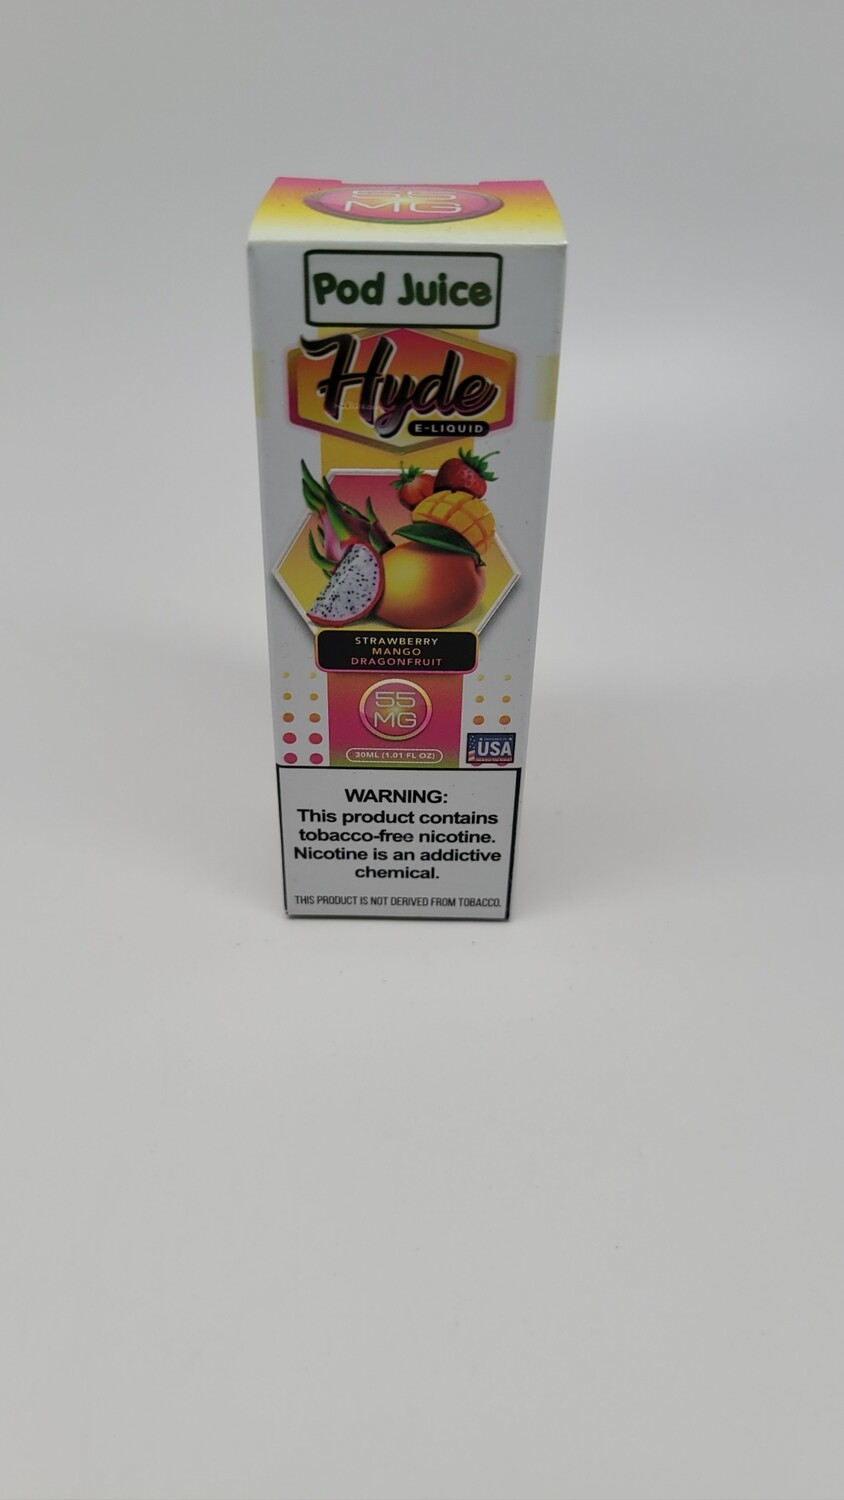 55
MG
Pod Juice
Hyde
E-LIQUID
STRAWBERRY
MANGO
DRAGONFRUIT
55
MG
30ML (1.01 FL OZ)
USA
WARNING:
This product contains
tobacco-free nicotine.
Nicotine is an addictive
chemical.
THIS PRODUCT IS NOT DERIVED FROM TOBACCO.